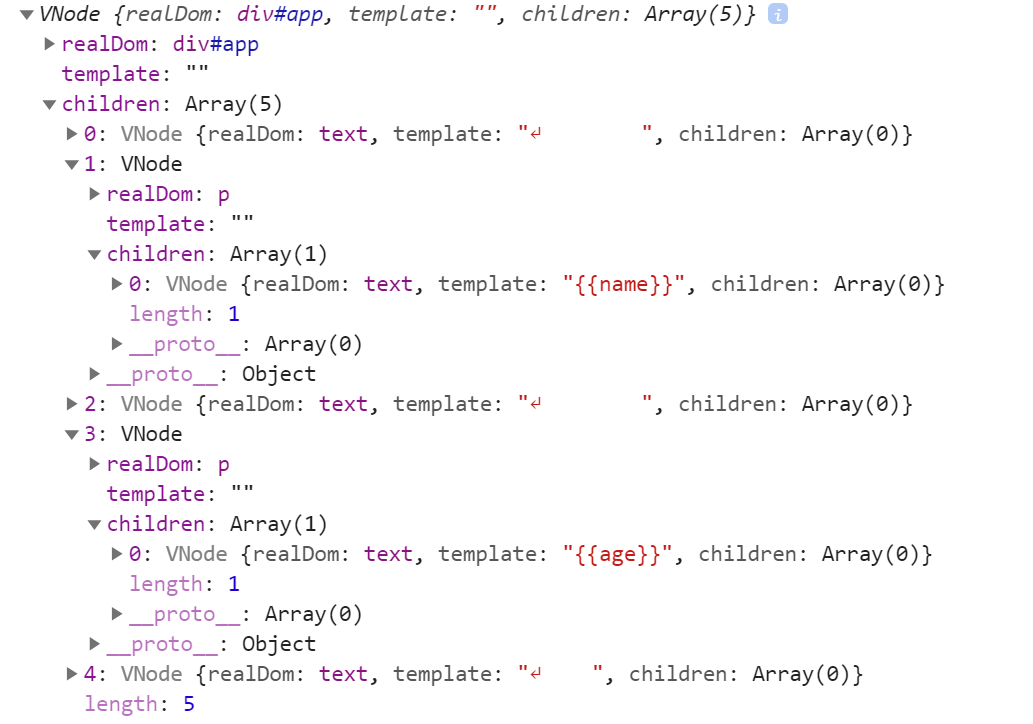 VNode {realDom: div#app, template: "", children: Array(5)} i
realDom: div#app
template: ""
children: Array(5)
0: VNode {realDom: text, template: "↵        ", children: Array(0)}
1: VNode
realDom: p
template: ""
children: Array(1)
0: VNode {realDom: text, template: "{{name}}", children: Array(0)}
length: 1
__proto__: Array(0)
__proto__: Object
2: VNode {realDom: text, template: "↵        ", children: Array(0)}
3: VNode
realDom: p
template: ""
children: Array(1)
0: VNode {realDom: text, template: "{{age}}", children: Array(0)}
length: 1
__proto__: Array(0)
__proto__: Object
4: VNode {realDom: text, template: "↵    ", children: Array(0)}
length: 5